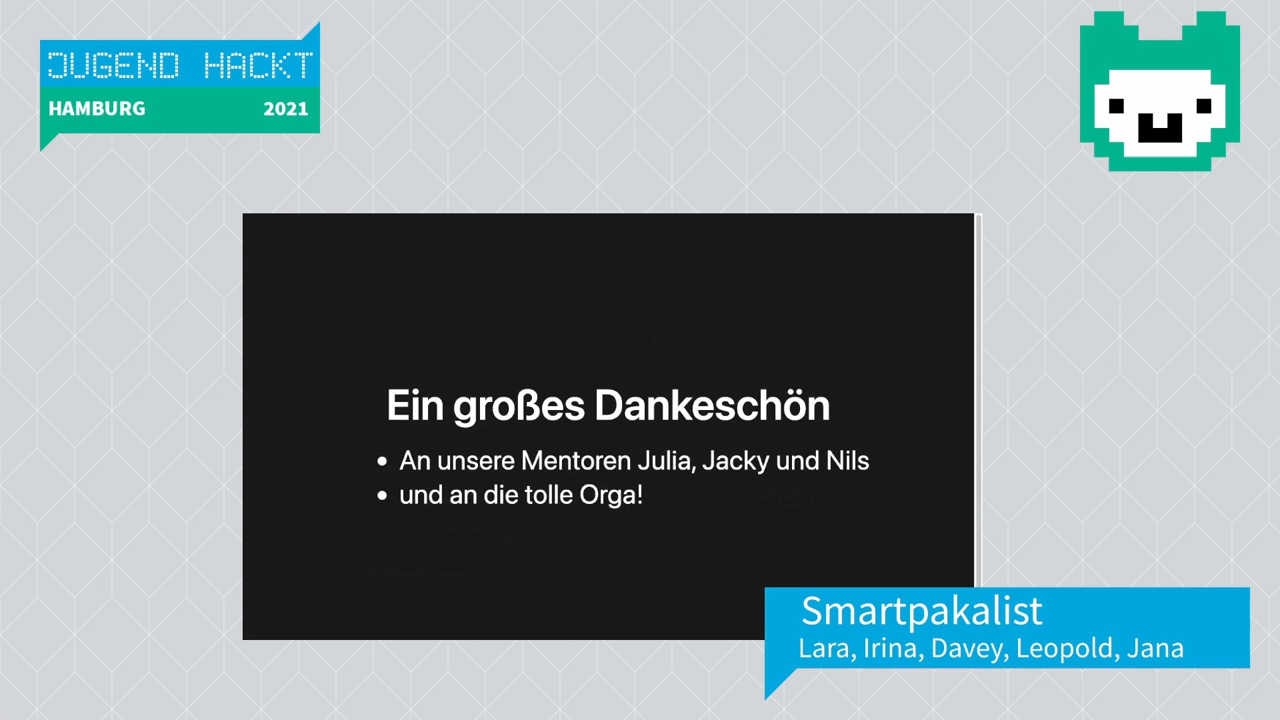 JUGEND HACKT
HAMBURG 2021
Ein großes Dankeschön
• An unsere Mentoren Julia, Jacky und Nils
• und an die tolle Orga!
Smartpakalist
Lara, Irina, Davey, Leopold, Jana